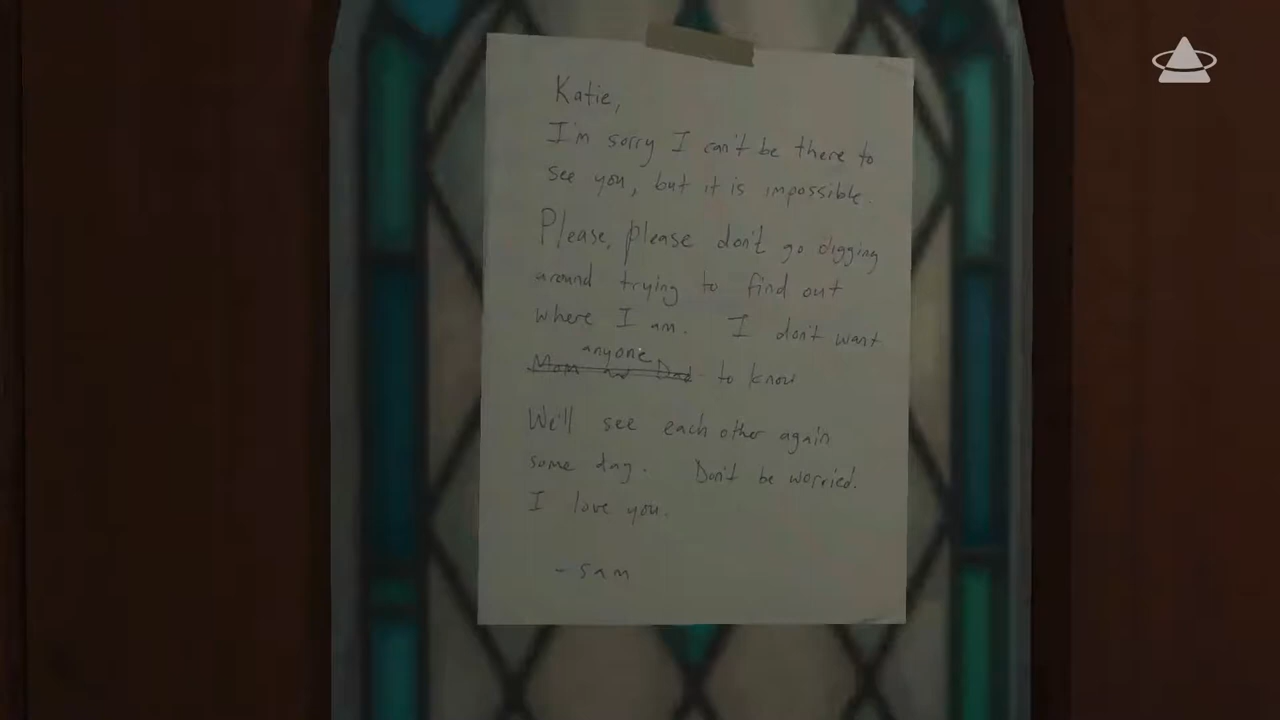 Katie,
I'm sorry I can't be there to
see you, but it is impossible.
Please, please don't go digging
around trying to find out
where I am. I don't want
anyone
Mom or Dad to know
We'll see each other again
some day. Don't be worried.
I love you.
- Sam